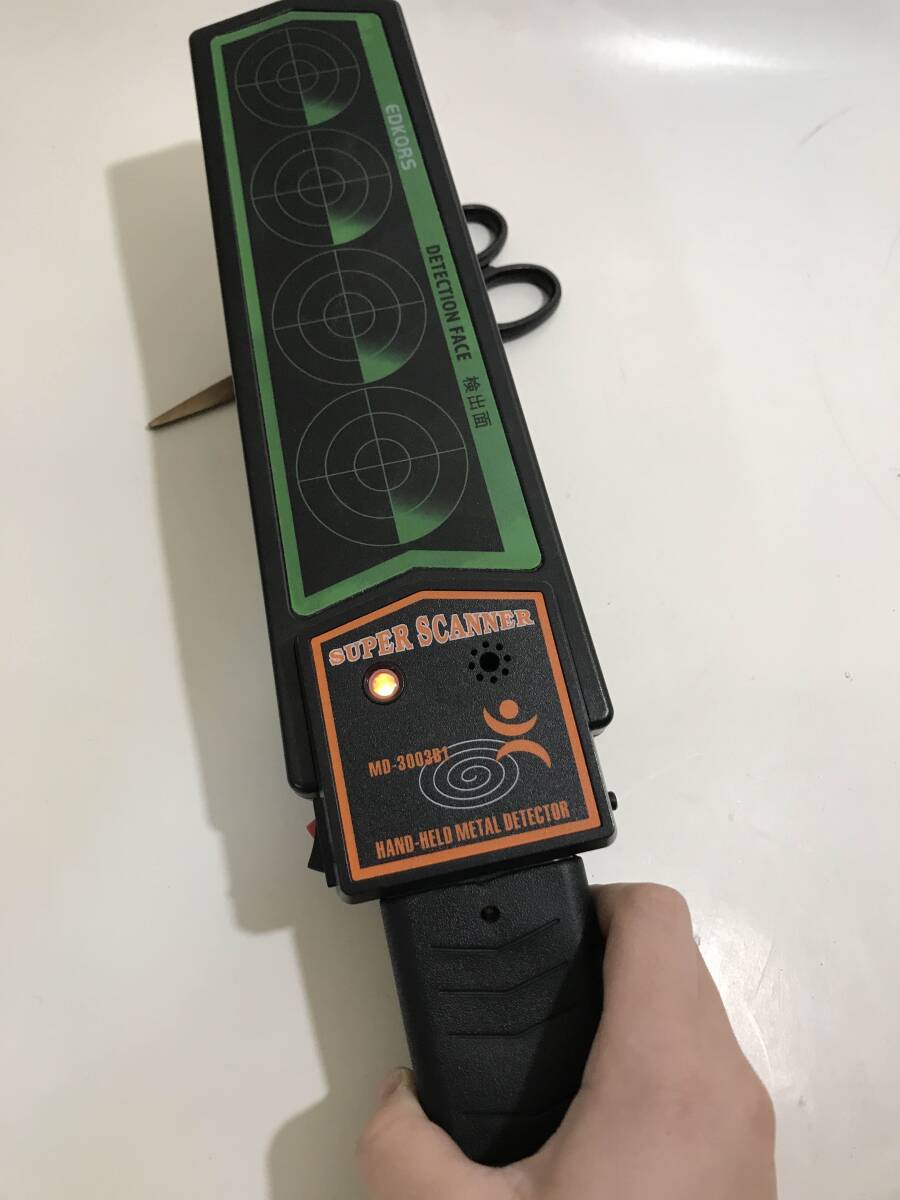 EDKORS
DETECTION FACE 検出面
SUPER SCANNER
MD-3003B1
HAND-HELD METAL DETECTOR